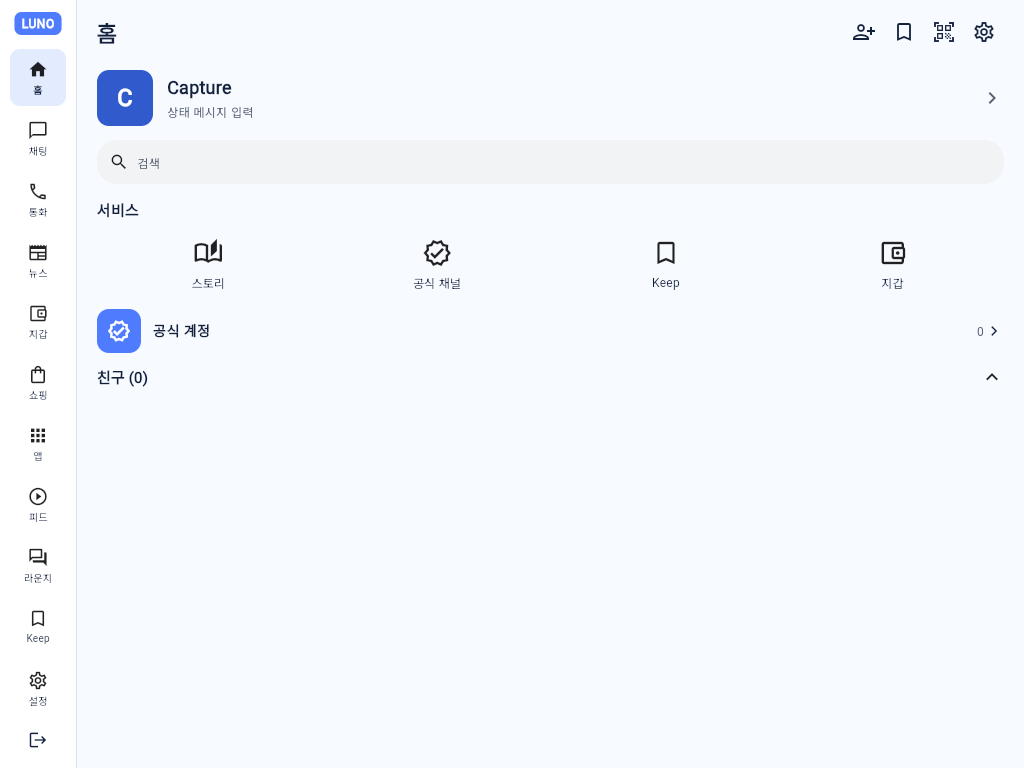 LUNO
홈
채팅
통화
뉴스
지갑
쇼핑
앱
피드
라운지
Keep
설정
홈
C
Capture
상태 메시지 입력
검색
서비스
스토리
공식 채널
Keep
지갑
공식 계정
0
친구 (0)